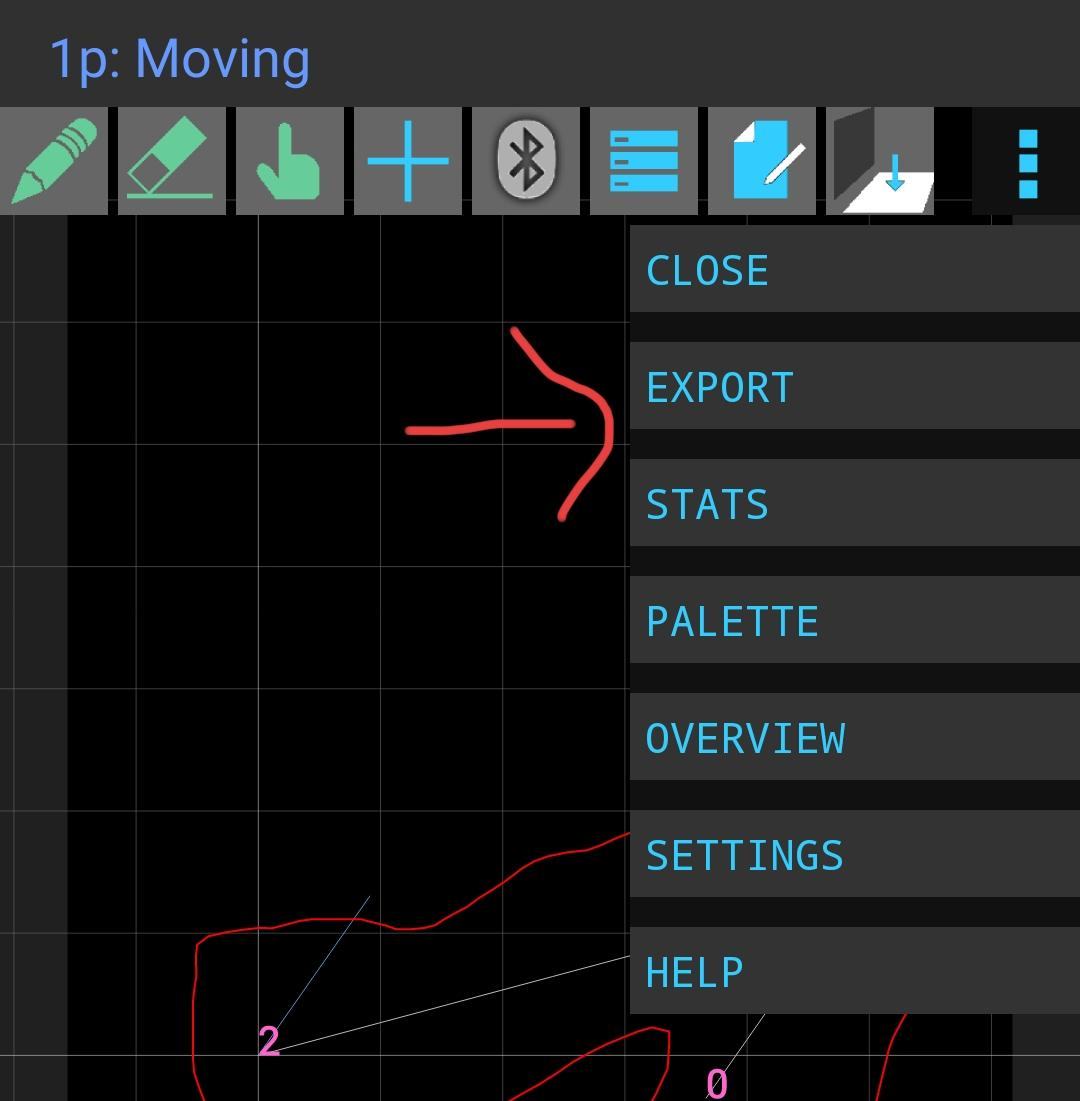 1p: Moving
CLOSE
EXPORT
STATS
PALETTE
OVERVIEW
SETTINGS
HELP
2
0